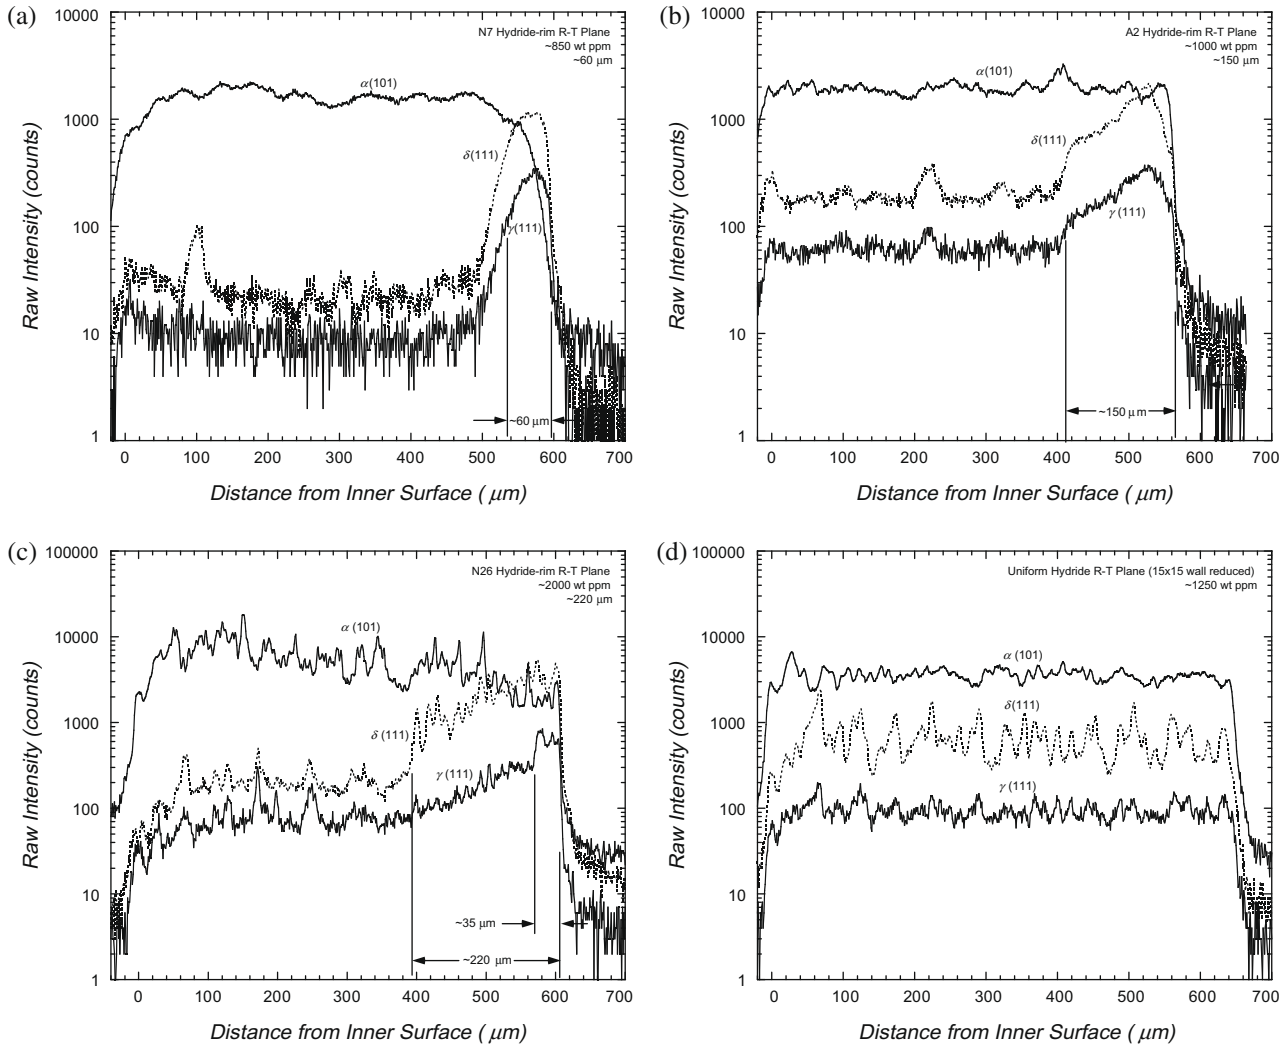 (a)
10000
1000
100
10
1
Raw Intensity (counts)
N7 Hydride-rim R-T Plane
~850 wt ppm
~60 μm
α(101)
δ(111)
γ(111)
~60 μm
0 100 200 300 400 500 600 700
Distance from Inner Surface ( μm)
(b)
10000
1000
100
10
1
Raw Intensity (counts)
A2 Hydride-rim R-T Plane
~1000 wt ppm
~150 μm
α(101)
δ(111)
γ(111)
~150 μm
0 100 200 300 400 500 600 700
Distance from Inner Surface ( μm)
(c)
100000
10000
1000
100
10
1
Raw Intensity (counts)
N26 Hydride-rim R-T Plane
~2000 wt ppm
~220 μm
α (101)
δ (111)
γ (111)
~35 μm
~220 μm
0 100 200 300 400 500 600 700
Distance from Inner Surface ( μm)
(d)
100000
10000
1000
100
10
1
Raw Intensity (counts)
Uniform Hydride R-T Plane (15x15 wall reduced)
~1250 wt ppm
α (101)
δ(111)
γ (111)
0 100 200 300 400 500 600 700
Distance from Inner Surface ( μm)